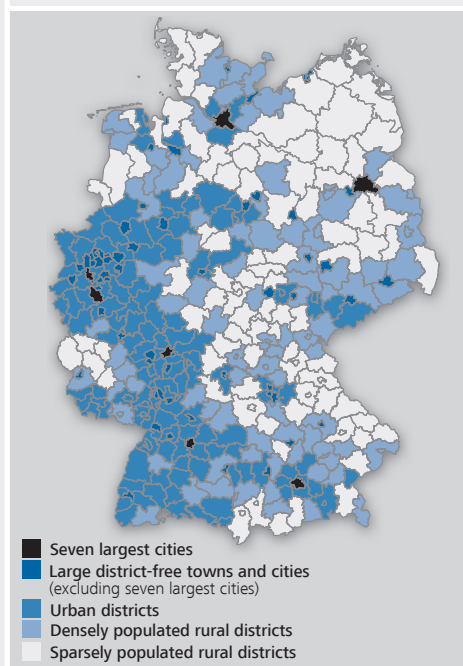 Seven largest cities
Large district-free towns and cities
(excluding seven largest cities)
Urban districts
Densely populated rural districts
Sparsely populated rural districts